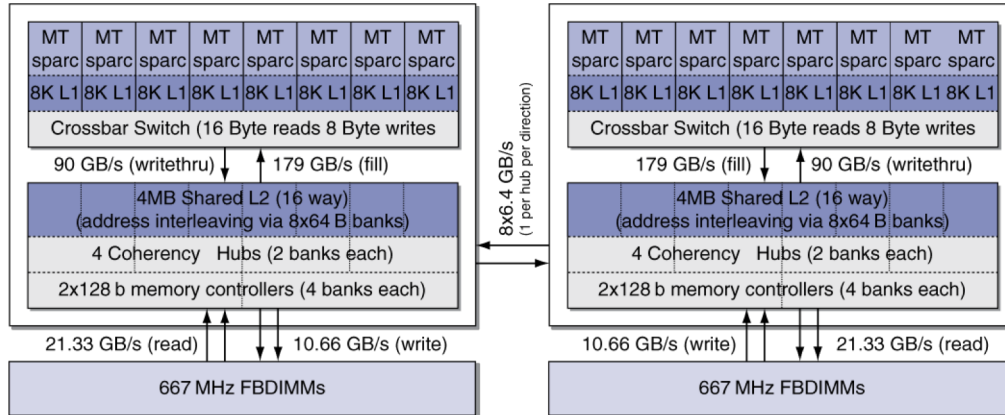 MT MT MT MT MT MT MT MT
sparc sparc sparc sparc sparc sparc sparc sparc
8K L1 8K L1 8K L1 8K L1 8K L1 8K L1 8K L1 8K L1
Crossbar Switch (16 Byte reads 8 Byte writes
90 GB/s (writethru)
179 GB/s (fill)
4MB Shared L2 (16 way)
(address interleaving via 8x64 B banks)
4 Coherency Hubs (2 banks each)
2x128 b memory controllers (4 banks each)
21.33 GB/s (read)
10.66 GB/s (write)
667 MHz FBDIMMs
8x6.4 GB/s
(1 per hub per direction)
MT MT MT MT MT MT MT MT
sparc sparc sparc sparc sparc sparc sparc sparc
8K L1 8K L1 8K L1 8K L1 8K L1 8K L1 8K L1 8K L1
Crossbar Switch (16 Byte reads 8 Byte writes
179 GB/s (fill)
90 GB/s (writethru)
4MB Shared L2 (16 way)
(address interleaving via 8x64 B banks)
4 Coherency Hubs (2 banks each)
2x128 b memory controllers (4 banks each)
10.66 GB/s (write)
21.33 GB/s (read)
667 MHz FBDIMMs